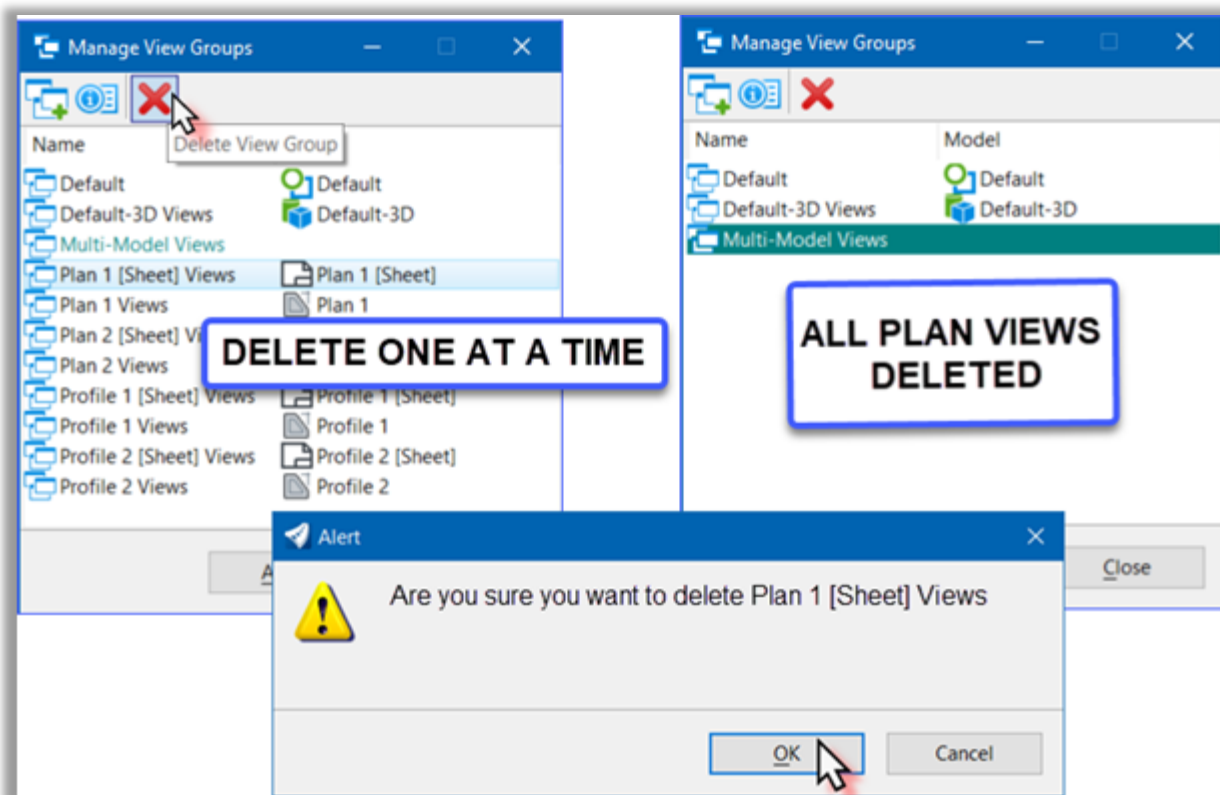 Manage View Groups
Delete View Group
Name
Default Default
Default-3D Views Default-3D
Multi-Model Views
Plan 1 [Sheet] Views Plan 1 [Sheet]
Plan 1 Views Plan 1
Plan 2 [Sheet] Vi
Plan 2 Views
Profile 1 [Sheet] Views Profile 1 [Sheet]
Profile 1 Views Profile 1
Profile 2 [Sheet] Views Profile 2 [Sheet]
Profile 2 Views Profile 2
DELETE ONE AT A TIME
Manage View Groups
Name Model
Default Default
Default-3D Views Default-3D
Multi-Model Views
ALL PLAN VIEWS
DELETED
Close
Alert
Are you sure you want to delete Plan 1 [Sheet] Views
OK Cancel